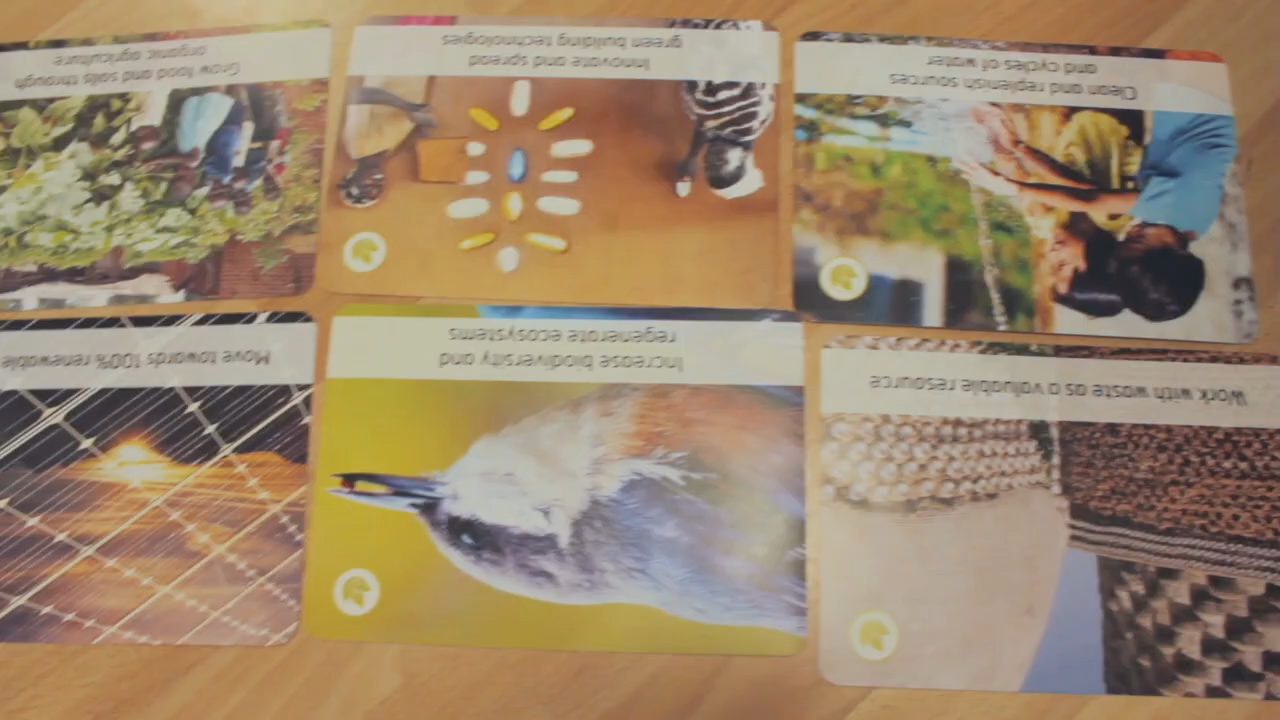 Grow food and soils through
organic agriculture
Innovate and spread
green building technologies
Clean and replenish sources
and cycles of water
Move towards 100% renewable
Increase biodiversity and
regenerate ecosystems
Work with waste as a valuable resource